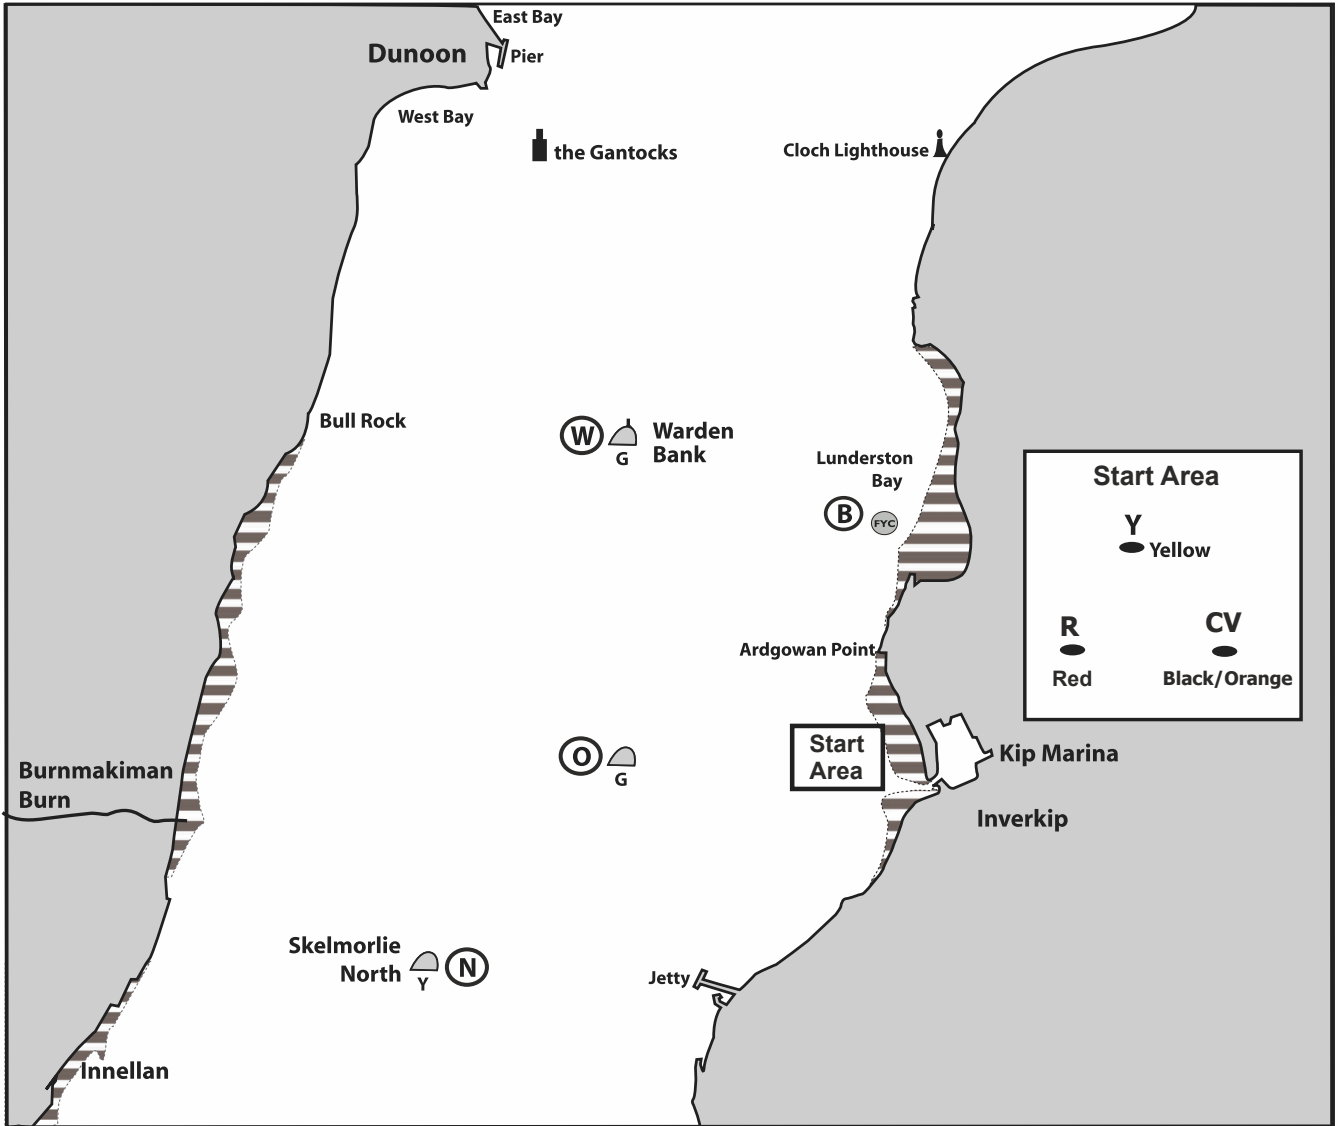 East Bay
Dunoon
Pier
West Bay
the Gantocks
Cloch Lighthouse
Bull Rock
W
G
Warden
Bank
Lunderston
Bay
B
FYC
Start Area
Y
Yellow
R
Red
CV
Black/Orange
Ardgowan Point
Start
Area
Kip Marina
O
G
Burnmakiman
Burn
Inverkip
Skelmorlie
North
Y
N
Jetty
Innellan